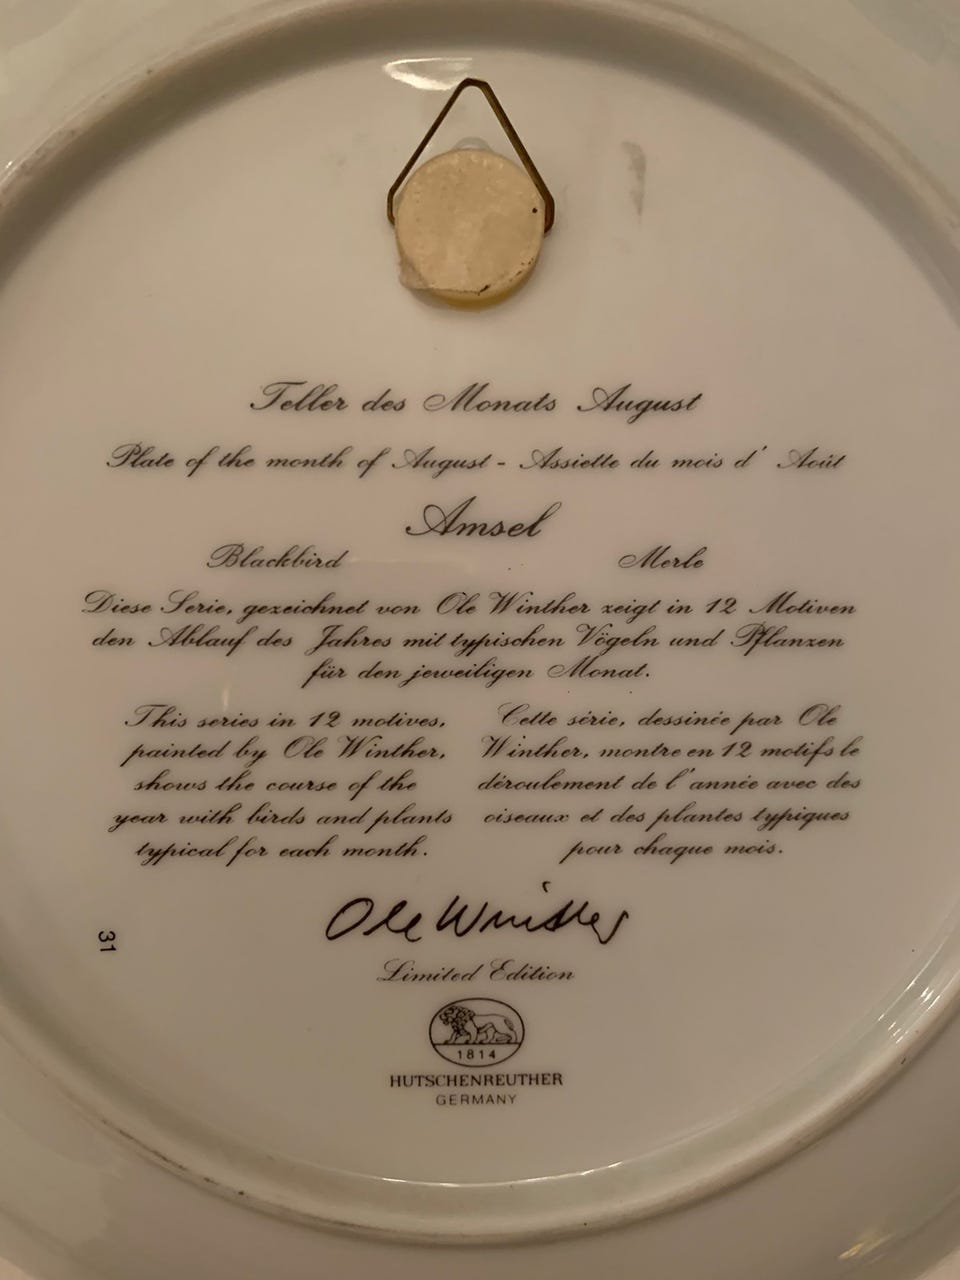 Teller des Monats August
Plate of the month of August - Assiette du mois d' Août
Amsel
Blackbird
Merle
Diese Serie, gezeichnet von Ole Winther zeigt in 12 Motiven
den Ablauf des Jahres mit typischen Vögeln und Pflanzen
für den jeweiligen Monat.
This series in 12 motives,
painted by Ole Winther,
shows the course of the
year with birds and plants
typical for each month.
Cette série, dessinée par Ole
Winther, montre en 12 motifs le
déroulement de l'année avec des
oiseaux et des plantes typiques
pour chaque mois.
Ole Winther
31
Limited Edition
1814
HUTSCHENREUTHER
GERMANY